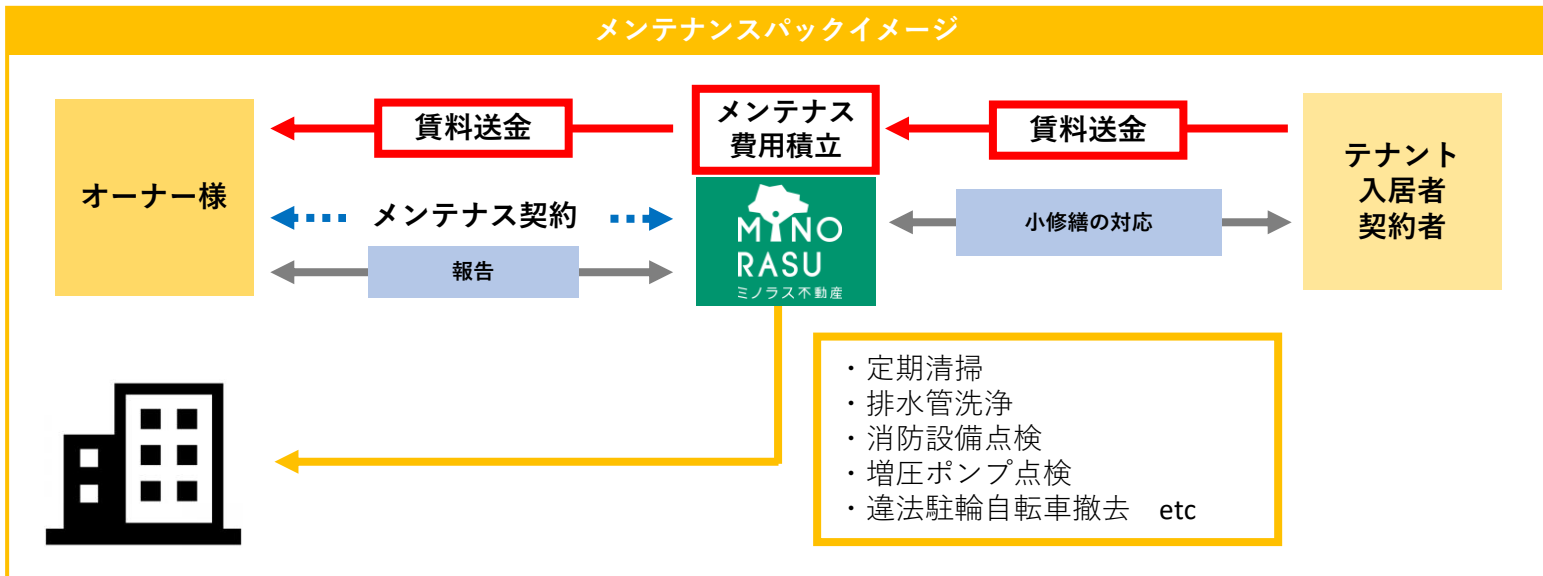 メンテナンスパックイメージ
オーナー様
賃料送金
メンテナス
費用積立
賃料送金
テナント
入居者
契約者
メンテナス契約
報告
MINO
RASU
ミノラス不動産
小修繕の対応
・定期清掃
・排水管洗浄
・消防設備点検
・増圧ポンプ点検
・違法駐輪自転車撤去　etc